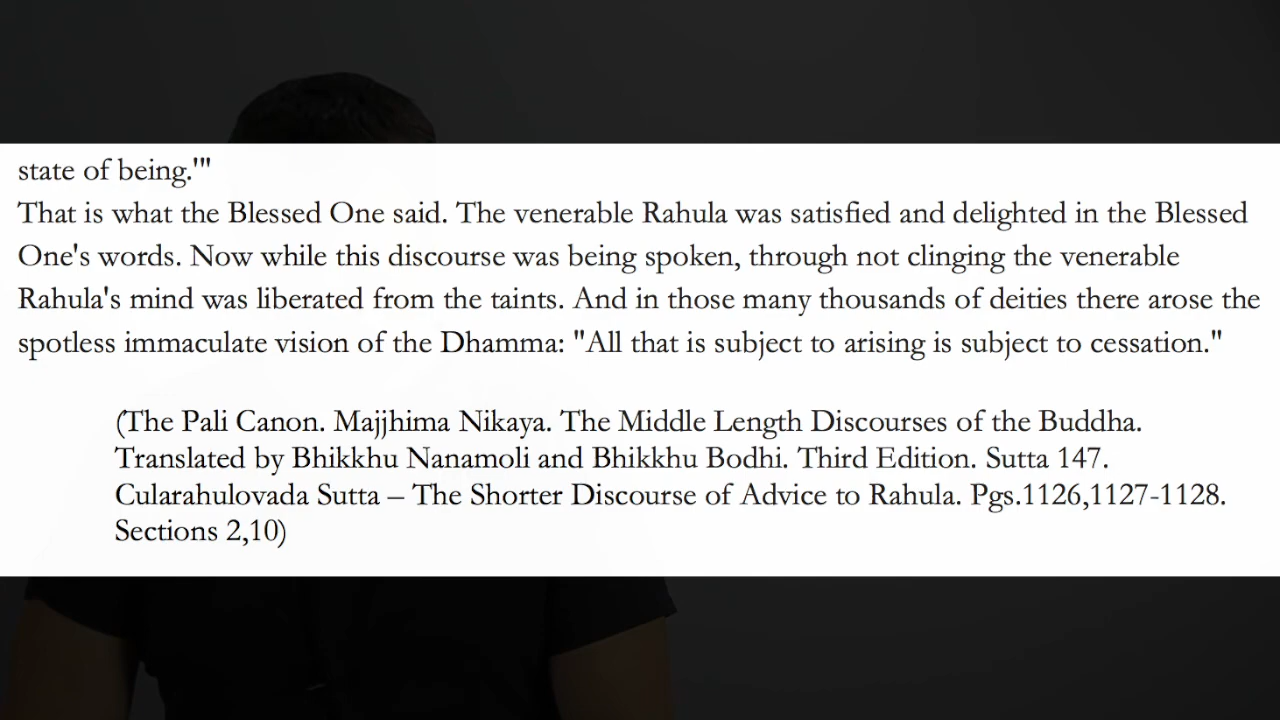 state of being.'"
That is what the Blessed One said. The venerable Rahula was satisfied and delighted in the Blessed
One's words. Now while this discourse was being spoken, through not clinging the venerable
Rahula's mind was liberated from the taints. And in those many thousands of deities there arose the
spotless immaculate vision of the Dhamma: "All that is subject to arising is subject to cessation."
(The Pali Canon. Majjhima Nikaya. The Middle Length Discourses of the Buddha.
Translated by Bhikkhu Nanamoli and Bhikkhu Bodhi. Third Edition. Sutta 147.
Cularahulovada Sutta – The Shorter Discourse of Advice to Rahula. Pgs.1126,1127-1128.
Sections 2,10)